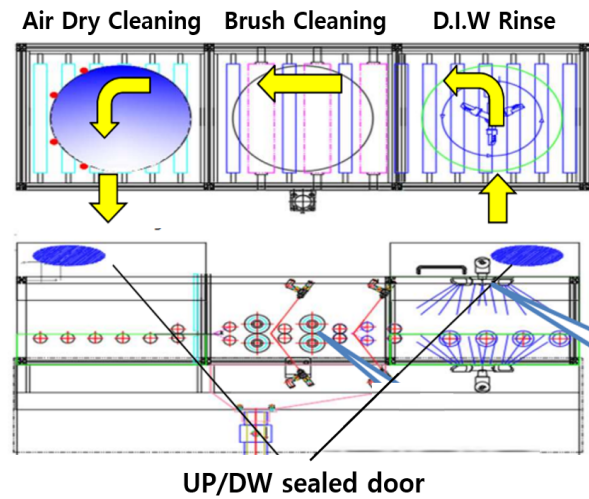 Air Dry Cleaning
Brush Cleaning
D.I.W Rinse
UP/DW sealed door